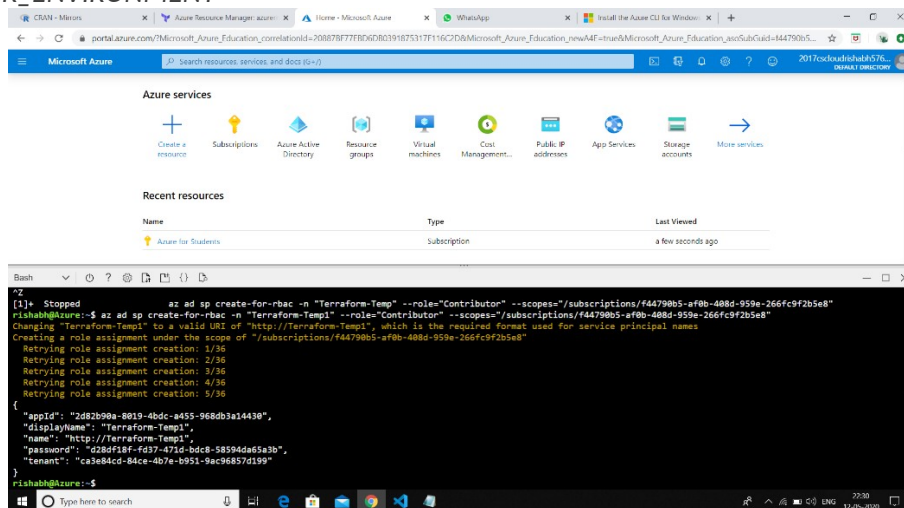 R_ENVIRONMENT
CRAN - Mirrors
Azure Resource Manager: azurer
Home - Microsoft Azure
WhatsApp
Install the Azure CLI for Window
portal.azure.com/?Microsoft_Azure_Education_correlationId=20887BF77EBD6DB0391875317F116C2D&Microsoft_Azure_Education_newA4E=true&Microsoft_Azure_Education_asoSubGuid=f44790b5...
Microsoft Azure
Search resources, services, and docs (G+/)
2017cscloudrishabh576...
DEFAULT DIRECTORY
Azure services
Create a resource
Subscriptions
Azure Active Directory
Resource groups
Virtual machines
Cost Management...
Public IP addresses
App Services
Storage accounts
More services
Recent resources
Name Type Last Viewed
Azure for Students Subscription a few seconds ago
Bash
^Z
[1]+ Stopped az ad sp create-for-rbac -n "Terraform-Temp" --role="Contributor" --scopes="/subscriptions/f44790b5-af0b-408d-959e-266fc9f2b5e8"
rishabh@Azure:~$ az ad sp create-for-rbac -n "Terraform-Temp1" --role="Contributor" --scopes="/subscriptions/f44790b5-af0b-408d-959e-266fc9f2b5e8"
Changing "Terraform-Temp1" to a valid URI of "http://Terraform-Temp1", which is the required format used for service principal names
Creating a role assignment under the scope of "/subscriptions/f44790b5-af0b-408d-959e-266fc9f2b5e8"
Retrying role assignment creation: 1/36
Retrying role assignment creation: 2/36
Retrying role assignment creation: 3/36
Retrying role assignment creation: 4/36
Retrying role assignment creation: 5/36
{
"appId": "2d82b90a-8019-4bdc-a455-968db3a14430",
"displayName": "Terraform-Temp1",
"name": "http://Terraform-Temp1",
"password": "d28df18f-fd37-471d-bdc8-58594da65a3b",
"tenant": "ca3e84cd-84ce-4b7e-b951-9ac96857d199"
}
rishabh@Azure:~$
Type here to search
ENG
22:30
12-05-2020